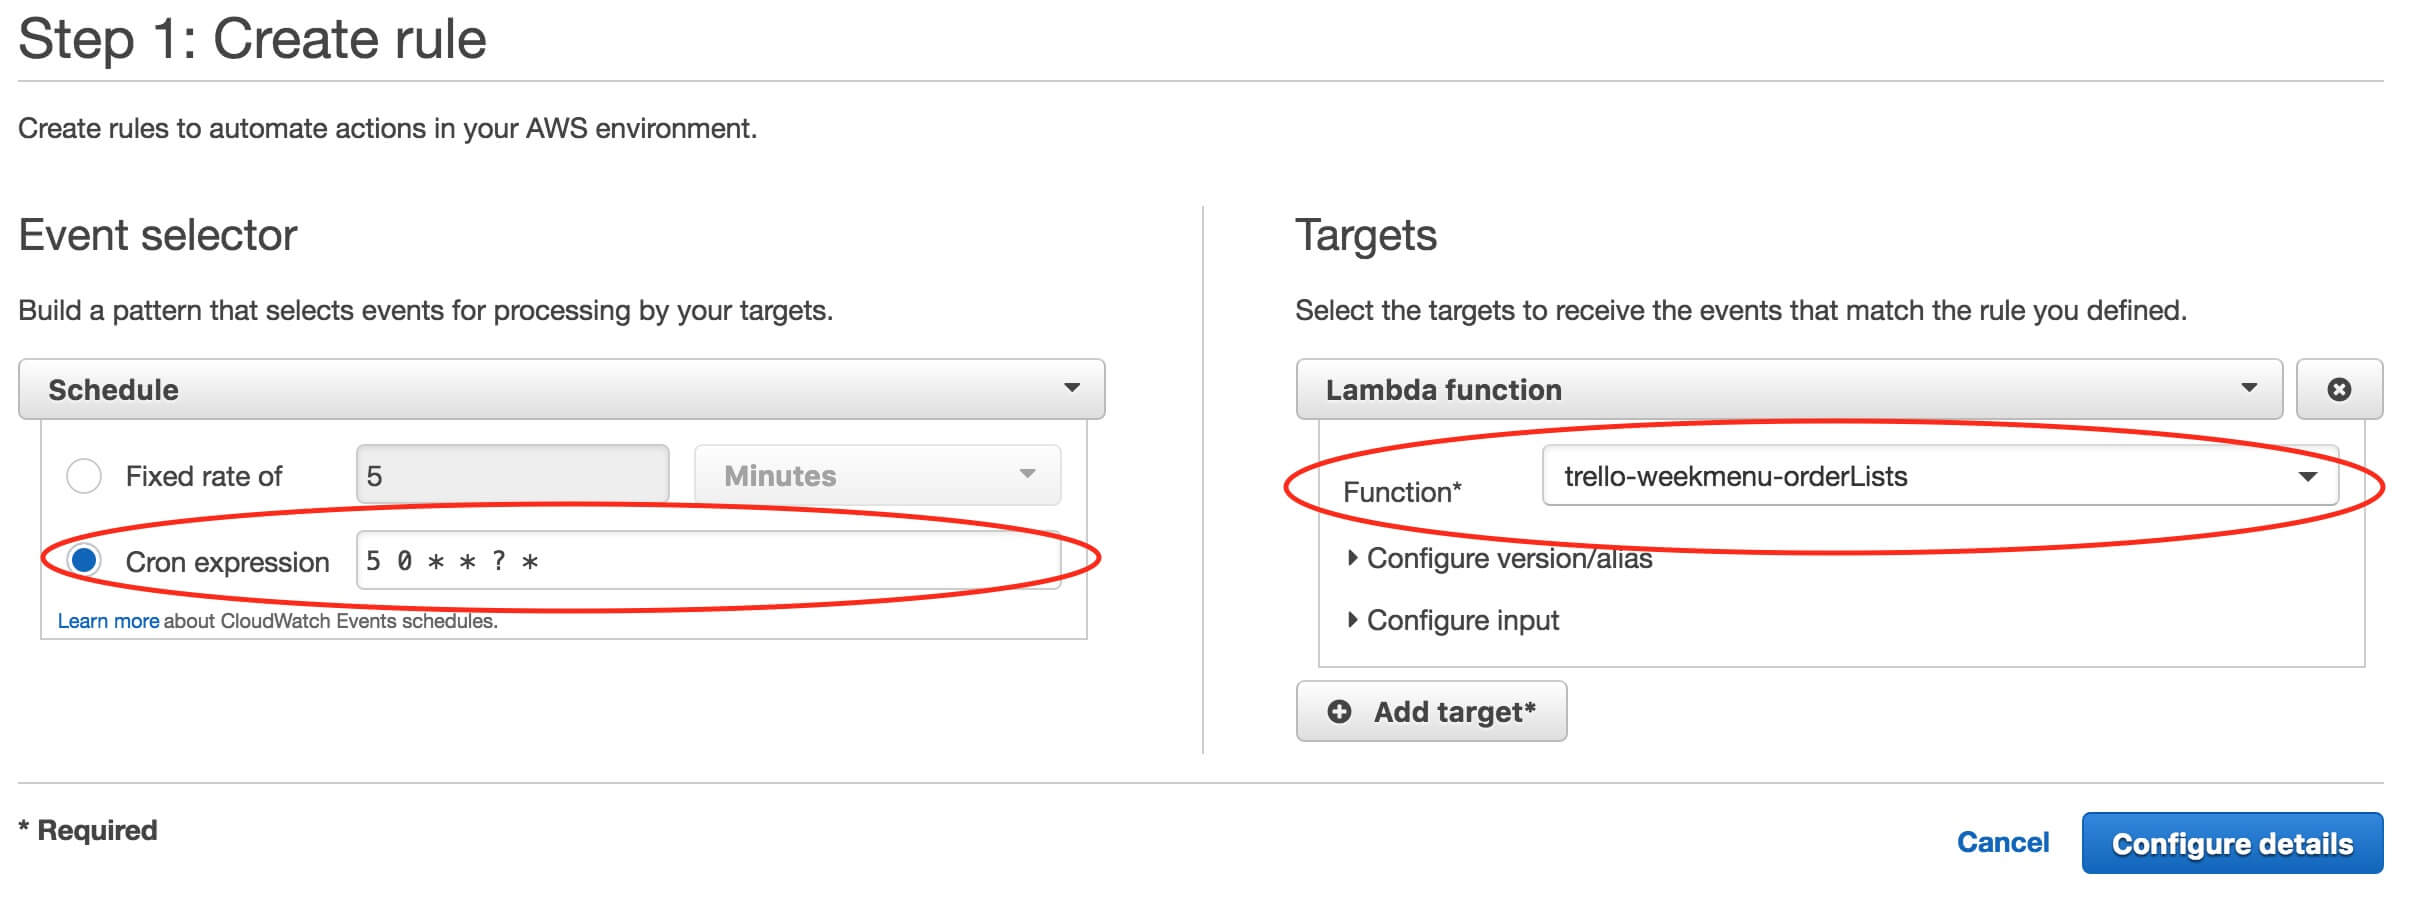 Step 1: Create rule
Create rules to automate actions in your AWS environment.
Event selector
Build a pattern that selects events for processing by your targets.
Schedule
Fixed rate of 5 Minutes
Cron expression 5 0 * * ? *
Learn more about CloudWatch Events schedules.
Targets
Select the targets to receive the events that match the rule you defined.
Lambda function
Function* trello-weekmenu-orderLists
Configure version/alias
Configure input
Add target*
* Required
Cancel Configure details